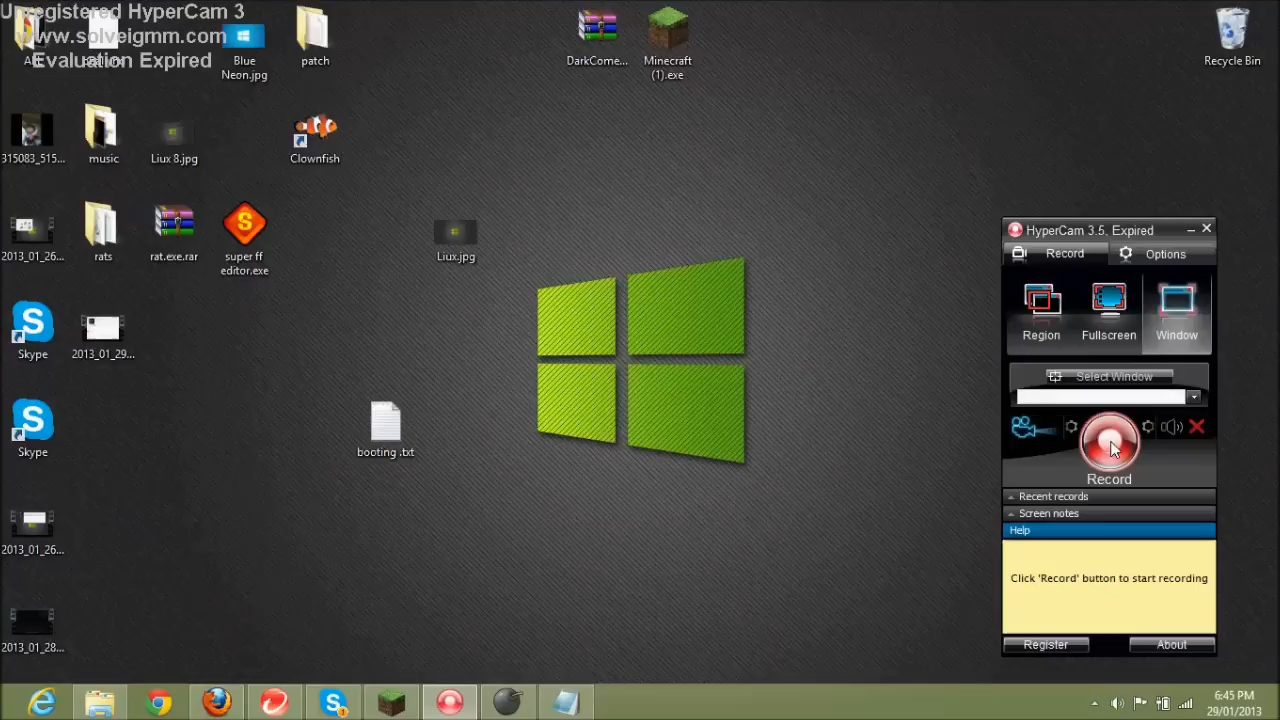 Unregistered HyperCam 3
www.solveigmm.com
Evaluation Expired
Blue
Neon.jpg
patch
DarkCome...
Minecraft
(1).exe
Recycle Bin
315083_515...
music
Liux 8.jpg
Clownfish
2013_01_26...
rats
rat.exe.rar
super ff
editor.exe
Liux.jpg
Skype
2013_01_29...
Skype
booting .txt
2013_01_26...
2013_01_28...
HyperCam 3.5. Expired
Record
Options
Region
Fullscreen
Window
Select Window
Record
Recent records
Screen notes
Help
Click 'Record' button to start recording
Register
About
6:45 PM
29/01/2013